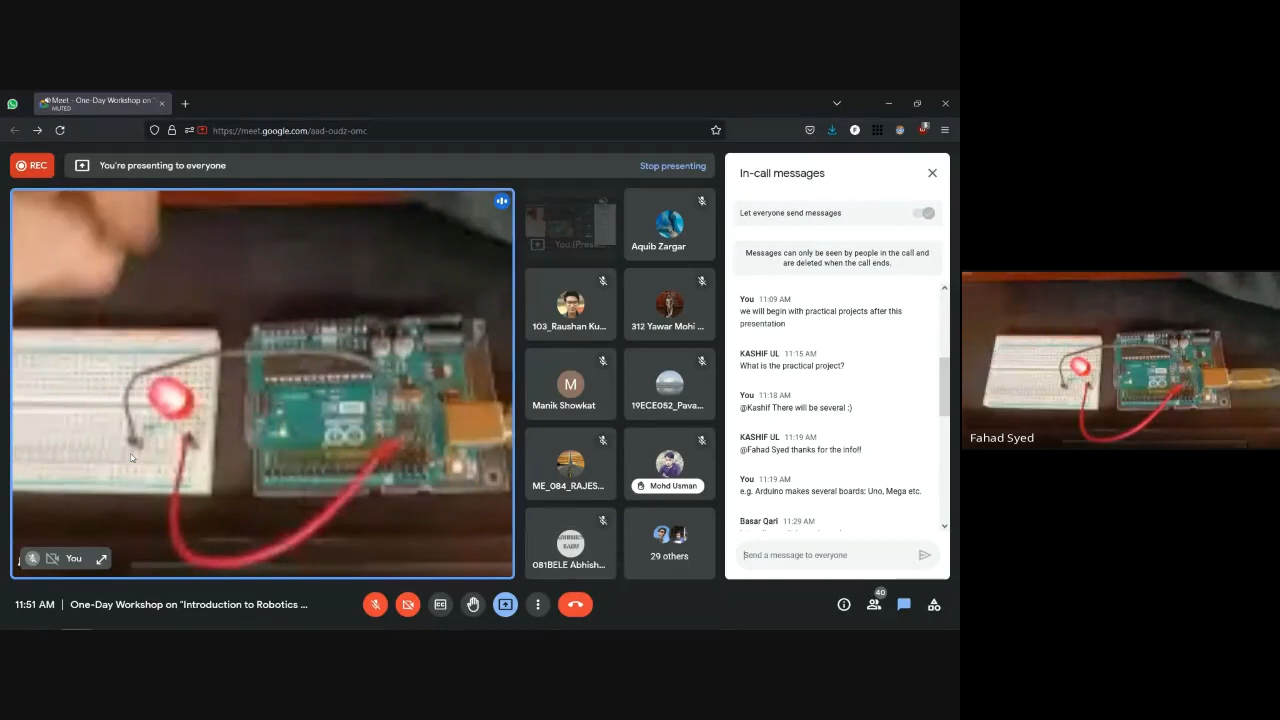 Meet - One-Day Workshop on "
MUTED
https://meet.google.com/aad-oudz-omc
REC
You're presenting to everyone
Stop presenting
You (Pres...
Aquib Zargar
103_Raushan Ku...
312 Yawar Mohi ...
M
Manik Showkat
19ECE052_Pava...
ME_084_RAJES...
Mohd Usman
081BELE Abhish...
29 others
You
In-call messages
Let everyone send messages
Messages can only be seen by people in the call and
are deleted when the call ends.
You 11:09 AM
we will begin with practical projects after this
presentation
KASHIF UL 11:15 AM
What is the practical project?
You 11:18 AM
@Kashif There will be several :)
KASHIF UL 11:19 AM
@Fahad Syed thanks for the info!!
You 11:19 AM
e.g. Arduino makes several boards: Uno, Mega etc.
Basar Qari 11:29 AM
Send a message to everyone
11:51 AM | One-Day Workshop on "Introduction to Robotics ...
40
Fahad Syed